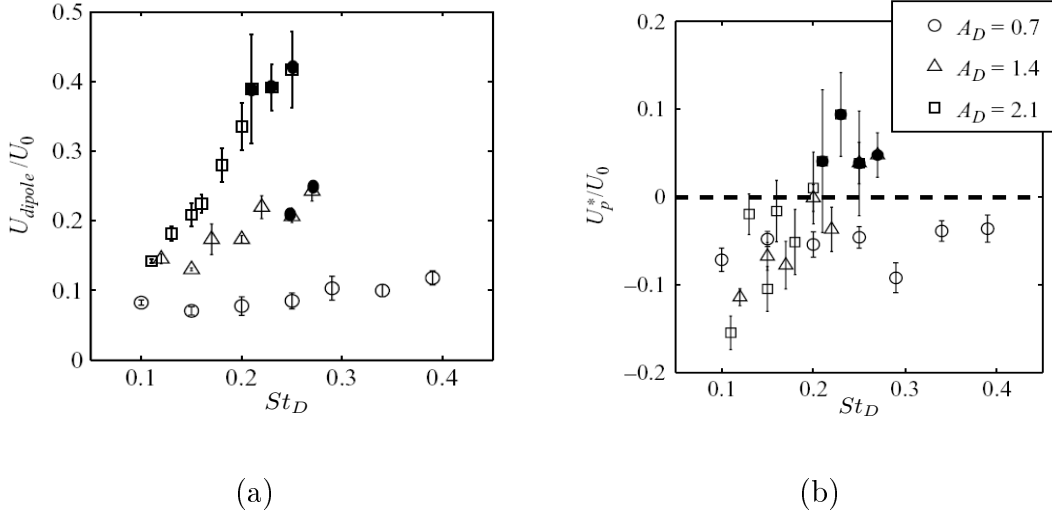 0.5
0.4
0.3
0.2
0.1
0
0.1 0.2 0.3 0.4
U_dipole/U_0
St_D
(a)
0.2
0.1
0
−0.1
−0.2
0.1 0.2 0.3 0.4
U_p^*/U_0
St_D
A_D = 0.7
A_D = 1.4
A_D = 2.1
(b)